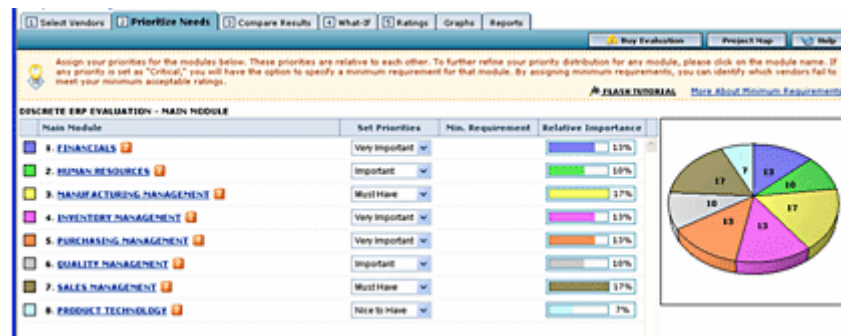 1 Select Vendors 2 Prioritize Needs 3 Compare Results 4 What-If 5 Ratings Graphs Reports
Buy Evaluation Project Map Help
Assign your priorities for the modules below. These priorities are relative to each other. To further refine your priority distribution for any module, please click on the module name. If
any priority is set as "Critical," you will have the option to specify a minimum requirement for that module. By assigning minimum requirements, you can identify which vendors fail to
meet your minimum acceptable ratings.
FLASH TUTORIAL More About Minimum Requirements
DISCRETE ERP EVALUATION - MAIN MODULE
Main Module Set Priorities Min. Requirement Relative Importance
1. FINANCIALS ? Very Important 13%
2. HUMAN RESOURCES ? Important 10%
3. MANUFACTURING MANAGEMENT ? Must Have 17%
4. INVENTORY MANAGEMENT ? Very Important 13%
5. PURCHASING MANAGEMENT ? Very Important 13%
6. QUALITY MANAGEMENT ? Important 10%
7. SALES MANAGEMENT ? Must Have 17%
8. PRODUCT TECHNOLOGY ? Nice to Have 7%
7 13
17 10
10 17
13 13